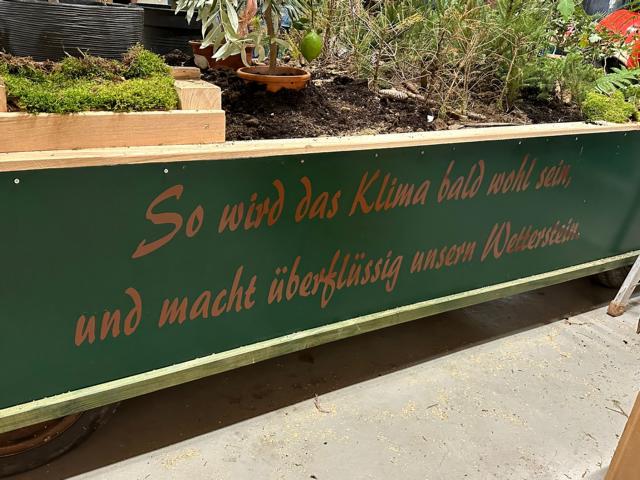 So wird das Klima bald wohl sein,
und macht überflüssig unsern Wetterstein.